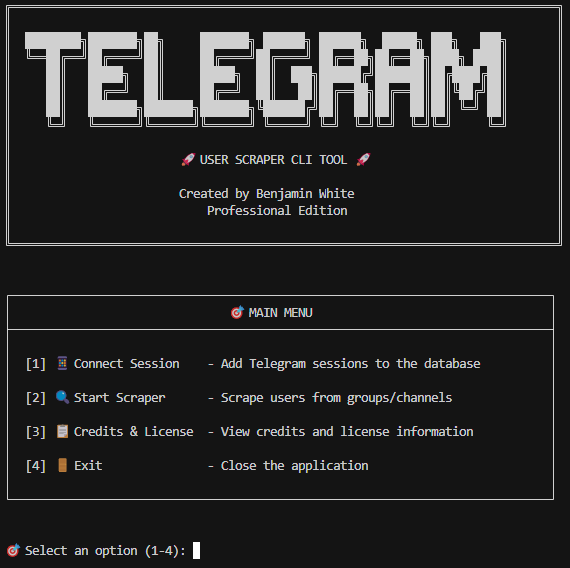 TELEGRAM
🚀 USER SCRAPER CLI TOOL 🚀
Created by Benjamin White
Professional Edition
🎯 MAIN MENU
[1] 🧵 Connect Session - Add Telegram sessions to the database
[2] 🔍 Start Scraper - Scrape users from groups/channels
[3] 📋 Credits & License - View credits and license information
[4] 🚪 Exit - Close the application
🎯 Select an option (1-4):